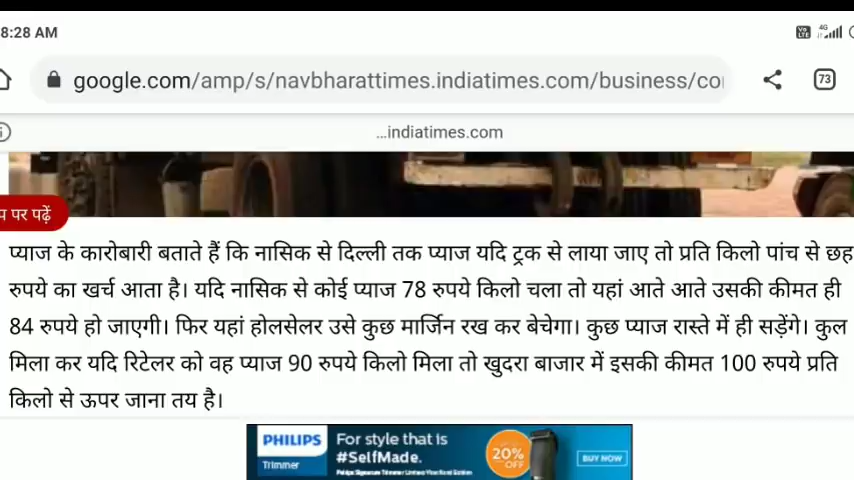 8:28 AM
4G
google.com/amp/s/navbharattimes.indiatimes.com/business/co
73
...indiatimes.com
प पर पढ़ें
प्याज के कारोबारी बताते हैं कि नासिक से दिल्ली तक प्याज यदि ट्रक से लाया जाए तो प्रति किलो पांच से छह
रुपये का खर्च आता है। यदि नासिक से कोई प्याज 78 रुपये किलो चला तो यहां आते आते उसकी कीमत ही
84 रुपये हो जाएगी। फिर यहां होलसेलर उसे कुछ मार्जिन रख कर बेचेगा। कुछ प्याज रास्ते में ही सड़ेंगे। कुल
मिला कर यदि रिटेलर को वह प्याज 90 रुपये किलो मिला तो खुदरा बाजार में इसकी कीमत 100 रुपये प्रति
किलो से ऊपर जाना तय है।
PHILIPS
Trimmer
For style that is
#SelfMade.
20%
OFF
BUY NOW